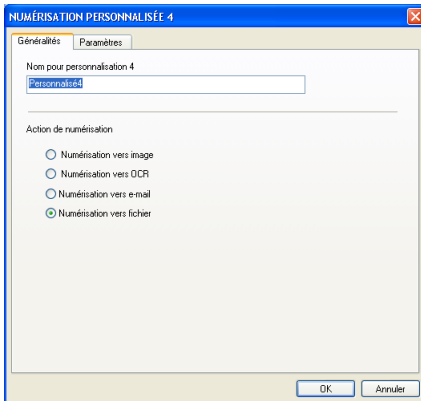 NUMÉRISATION PERSONNALISÉE 4
Généralités Paramètres
Nom pour personnalisation 4
Personnalisé4
Action de numérisation
Numérisation vers image
Numérisation vers OCR
Numérisation vers e-mail
Numérisation vers fichier
OK Annuler